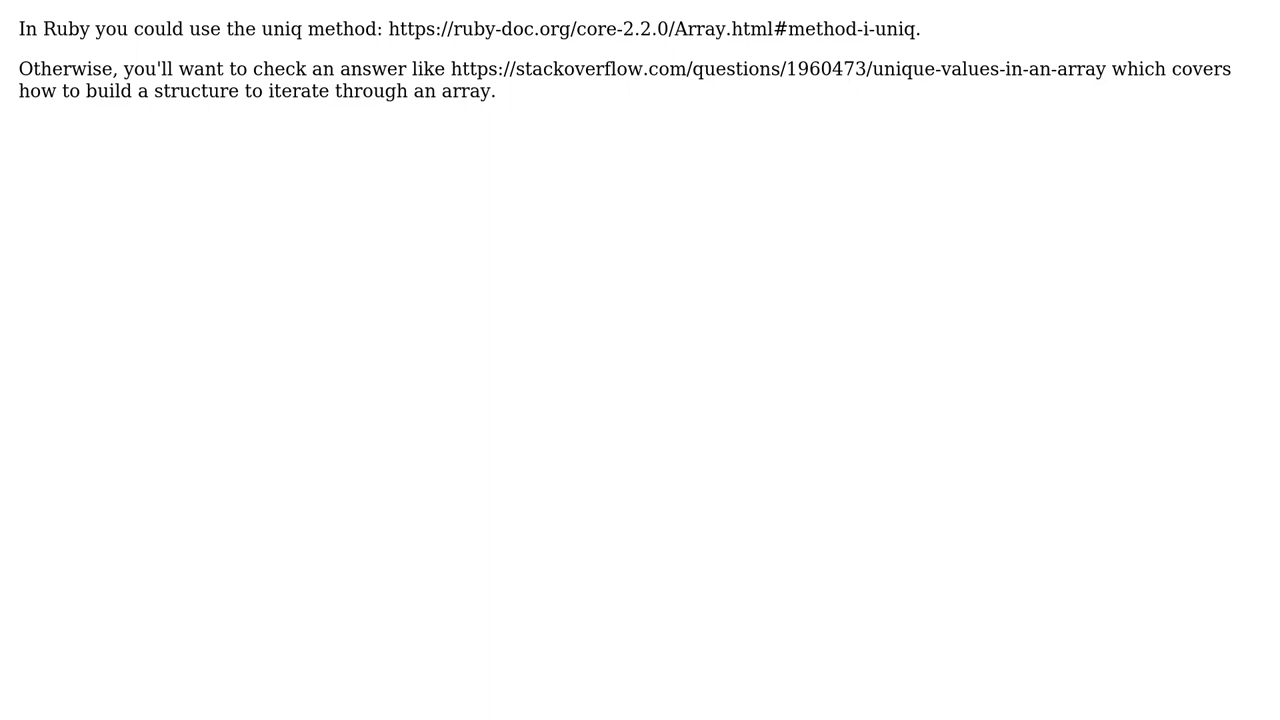 In Ruby you could use the uniq method: https://ruby-doc.org/core-2.2.0/Array.html#method-i-uniq.
Otherwise, you'll want to check an answer like https://stackoverflow.com/questions/1960473/unique-values-in-an-array which covers
how to build a structure to iterate through an array.